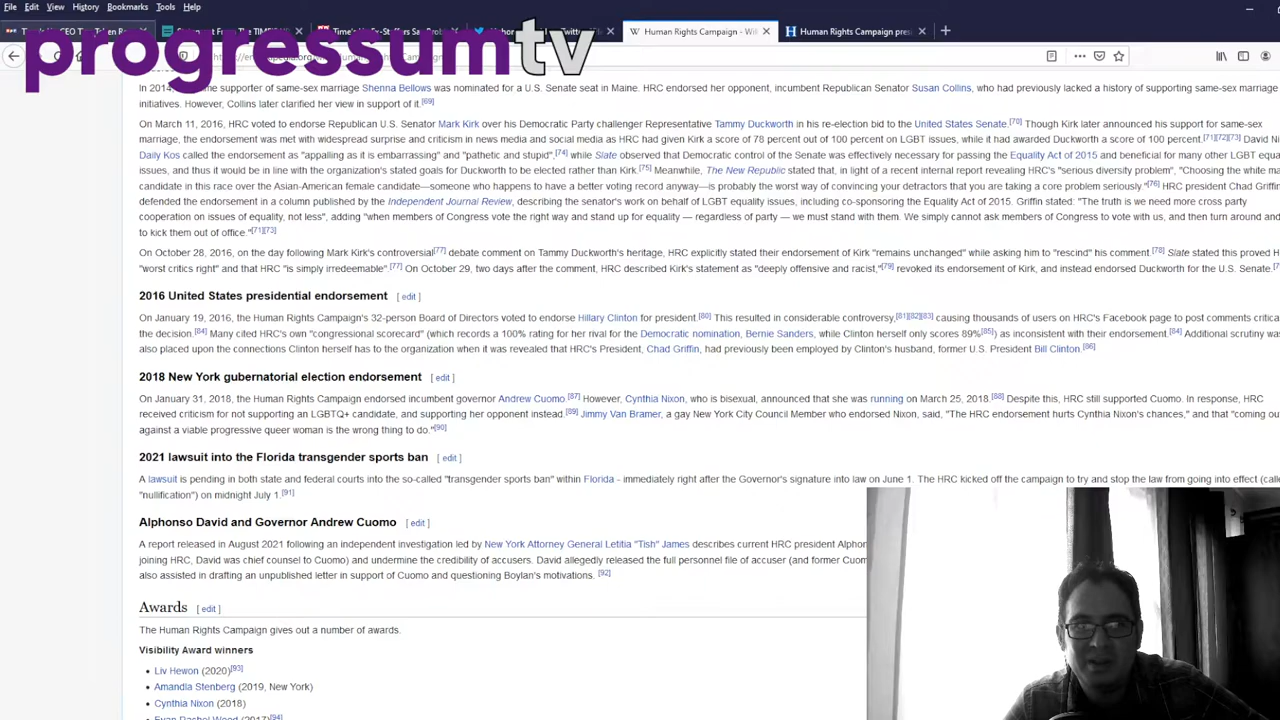 File Edit View History Bookmarks Tools Help
progressumtv
Human Rights Campaign - Wi
Human Rights Campaign pres
In 2014, supporter of same-sex marriage Shenna Bellows was nominated for a U.S. Senate seat in Maine. HRC endorsed her opponent, incumbent Republican Senator Susan Collins, who had previously lacked a history of supporting same-sex marriage
initiatives. However, Collins later clarified her view in support of it.[69]
On March 11, 2016, HRC voted to endorse Republican U.S. Senator Mark Kirk over his Democratic Party challenger Representative Tammy Duckworth in his re-election bid to the United States Senate.[70] Though Kirk later announced his support for same-sex
marriage, the endorsement was met with widespread surprise and criticism in news media and social media as HRC had given Kirk a score of 78 percent out of 100 percent on LGBT issues, while it had awarded Duckworth a score of 100 percent.[71][72][73] David Ni
Daily Kos called the endorsement as "appalling as it is embarrassing" and "pathetic and stupid",[74] while Slate observed that Democratic control of the Senate was effectively necessary for passing the Equality Act of 2015 and beneficial for many other LGBT equa
issues, and thus it would be in line with the organization's stated goals for Duckworth to be elected rather than Kirk.[75] Meanwhile, The New Republic stated that, in light of a recent internal report revealing HRC's "serious diversity problem", "Choosing the white ma
candidate in this race over the Asian-American female candidate—someone who happens to have a better voting record anyway—is probably the worst way of convincing your detractors that you are taking a core problem seriously."[76] HRC president Chad Griffin
defended the endorsement in a column published by the Independent Journal Review, describing the senator's work on behalf of LGBT equality issues, including co-sponsoring the Equality Act of 2015. Griffin stated: "The truth is we need more cross party
cooperation on issues of equality, not less", adding "when members of Congress vote the right way and stand up for equality — regardless of party — we must stand with them. We simply cannot ask members of Congress to vote with us, and then turn around and
to kick them out of office."[71][73]
On October 28, 2016, on the day following Mark Kirk's controversial[77] debate comment on Tammy Duckworth's heritage, HRC explicitly stated their endorsement of Kirk "remains unchanged" while asking him to "rescind" his comment.[78] Slate stated this proved H
"worst critics right" and that HRC "is simply irredeemable".[77] On October 29, two days after the comment, HRC described Kirk's statement as "deeply offensive and racist,"[79] revoked its endorsement of Kirk, and instead endorsed Duckworth for the U.S. Senate.
2016 United States presidential endorsement [ edit ]
On January 19, 2016, the Human Rights Campaign's 32-person Board of Directors voted to endorse Hillary Clinton for president.[80] This resulted in considerable controversy,[81][82][83] causing thousands of users on HRC's Facebook page to post comments critica
the decision.[84] Many cited HRC's own "congressional scorecard" (which records a 100% rating for her rival for the Democratic nomination, Bernie Sanders, while Clinton herself only scores 89%[85]) as inconsistent with their endorsement.[84] Additional scrutiny wa
also placed upon the connections Clinton herself has to the organization when it was revealed that HRC's President, Chad Griffin, had previously been employed by Clinton's husband, former U.S. President Bill Clinton.[86]
2018 New York gubernatorial election endorsement [ edit ]
On January 31, 2018, the Human Rights Campaign endorsed incumbent governor Andrew Cuomo.[87] However, Cynthia Nixon, who is bisexual, announced that she was running on March 25, 2018.[88] Despite this, HRC still supported Cuomo. In response, HRC
received criticism for not supporting an LGBTQ+ candidate, and supporting her opponent instead.[89] Jimmy Van Bramer, a gay New York City Council Member who endorsed Nixon, said, "The HRC endorsement hurts Cynthia Nixon's chances," and that "coming ou
against a viable progressive queer woman is the wrong thing to do."[90]
2021 lawsuit into the Florida transgender sports ban [ edit ]
A lawsuit is pending in both state and federal courts into the so-called "transgender sports ban" within Florida - immediately right after the Governor's signature into law on June 1. The HRC kicked off the campaign to try and stop the law from going into effect (calle
"nullification") on midnight July 1.[91]
Alphonso David and Governor Andrew Cuomo [ edit ]
A report released in August 2021 following an independent investigation led by New York Attorney General Letitia "Tish" James describes current HRC president Alphon
joining HRC, David was chief counsel to Cuomo) and undermine the credibility of accusers. David allegedly released the full personnel file of accuser (and former Cuom
also assisted in drafting an unpublished letter in support of Cuomo and questioning Boylan's motivations. [92]
Awards [ edit ]
The Human Rights Campaign gives out a number of awards.
Visibility Award winners
• Liv Hewon (2020)[93]
• Amandla Stenberg (2019, New York)
• Cynthia Nixon (2018)
• Evan Rachel Wood (2017)[94]